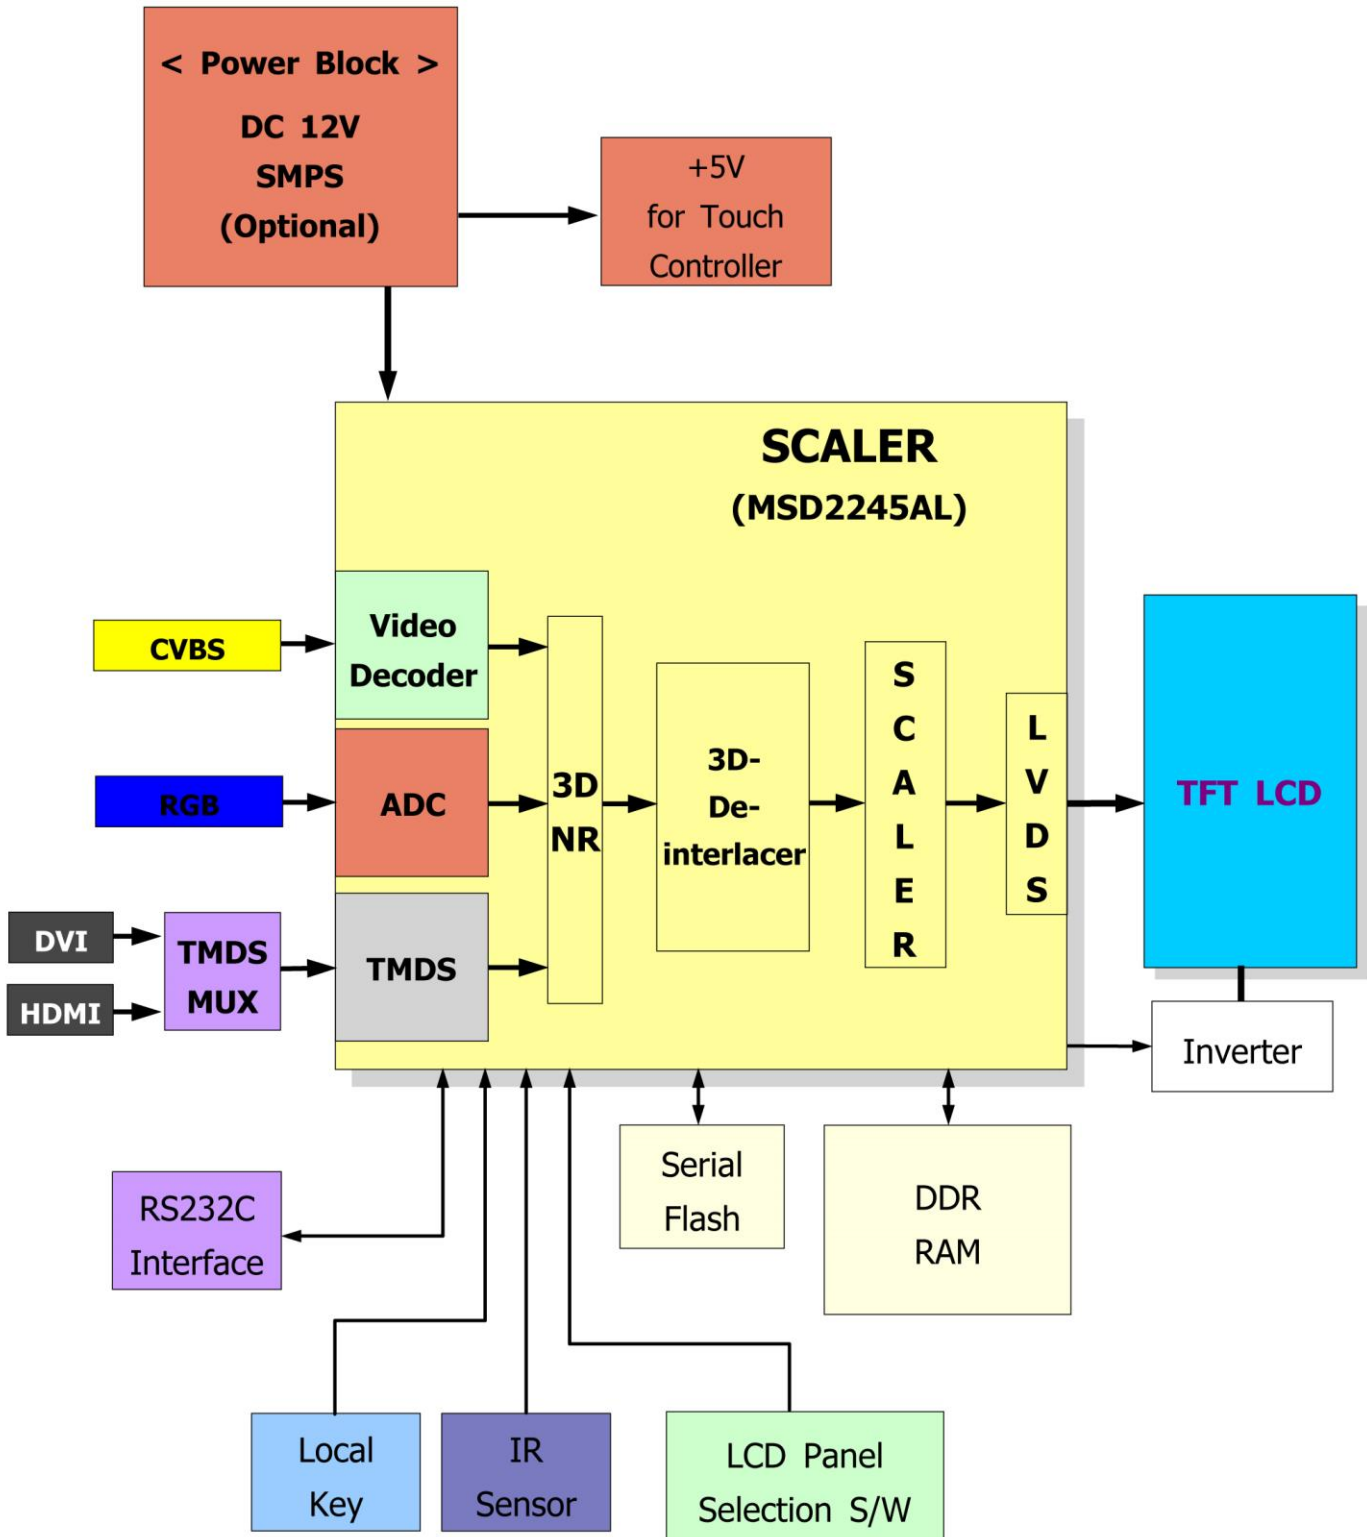 < Power Block >
DC 12V
SMPS
(Optional)
+5V
for Touch
Controller
SCALER
(MSD2245AL)
CVBS
Video
Decoder
RGB
ADC
DVI
HDMI
TMDS
MUX
TMDS
3D
NR
3D-
De-
interlacer
S
C
A
L
E
R
L
V
D
S
TFT LCD
Inverter
RS232C
Interface
Serial
Flash
DDR
RAM
Local
Key
IR
Sensor
LCD Panel
Selection S/W